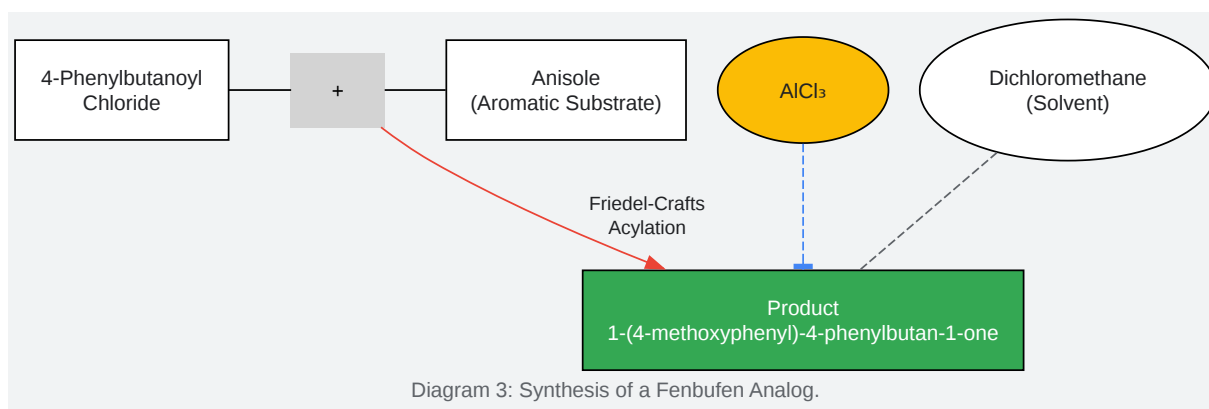 4-Phenylbutanoyl
Chloride
+
Anisole
(Aromatic Substrate)
AlCl₃
Dichloromethane
(Solvent)
Friedel-Crafts
Acylation
Product
1-(4-methoxyphenyl)-4-phenylbutan-1-one
Diagram 3: Synthesis of a Fenbufen Analog.